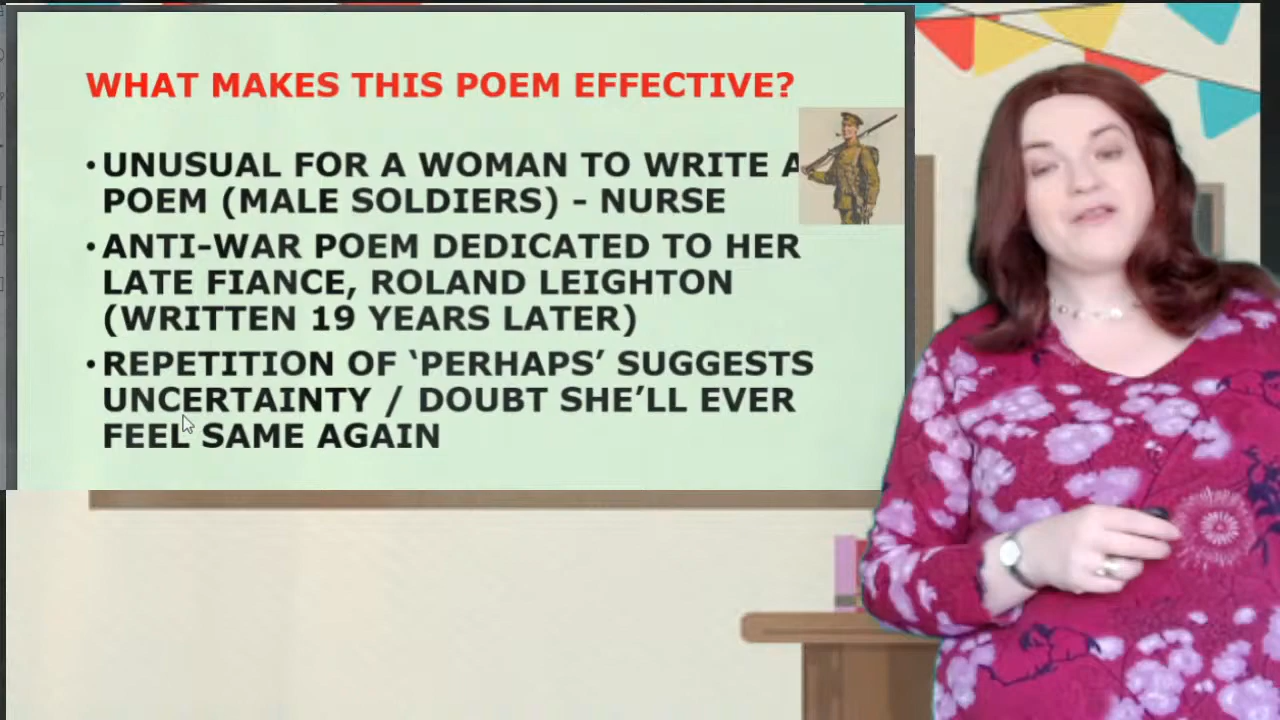 WHAT MAKES THIS POEM EFFECTIVE?
• UNUSUAL FOR A WOMAN TO WRITE A
POEM (MALE SOLDIERS) - NURSE
• ANTI-WAR POEM DEDICATED TO HER
LATE FIANCE, ROLAND LEIGHTON
(WRITTEN 19 YEARS LATER)
• REPETITION OF ‘PERHAPS’ SUGGESTS
UNCERTAINTY / DOUBT SHE’LL EVER
FEEL SAME AGAIN